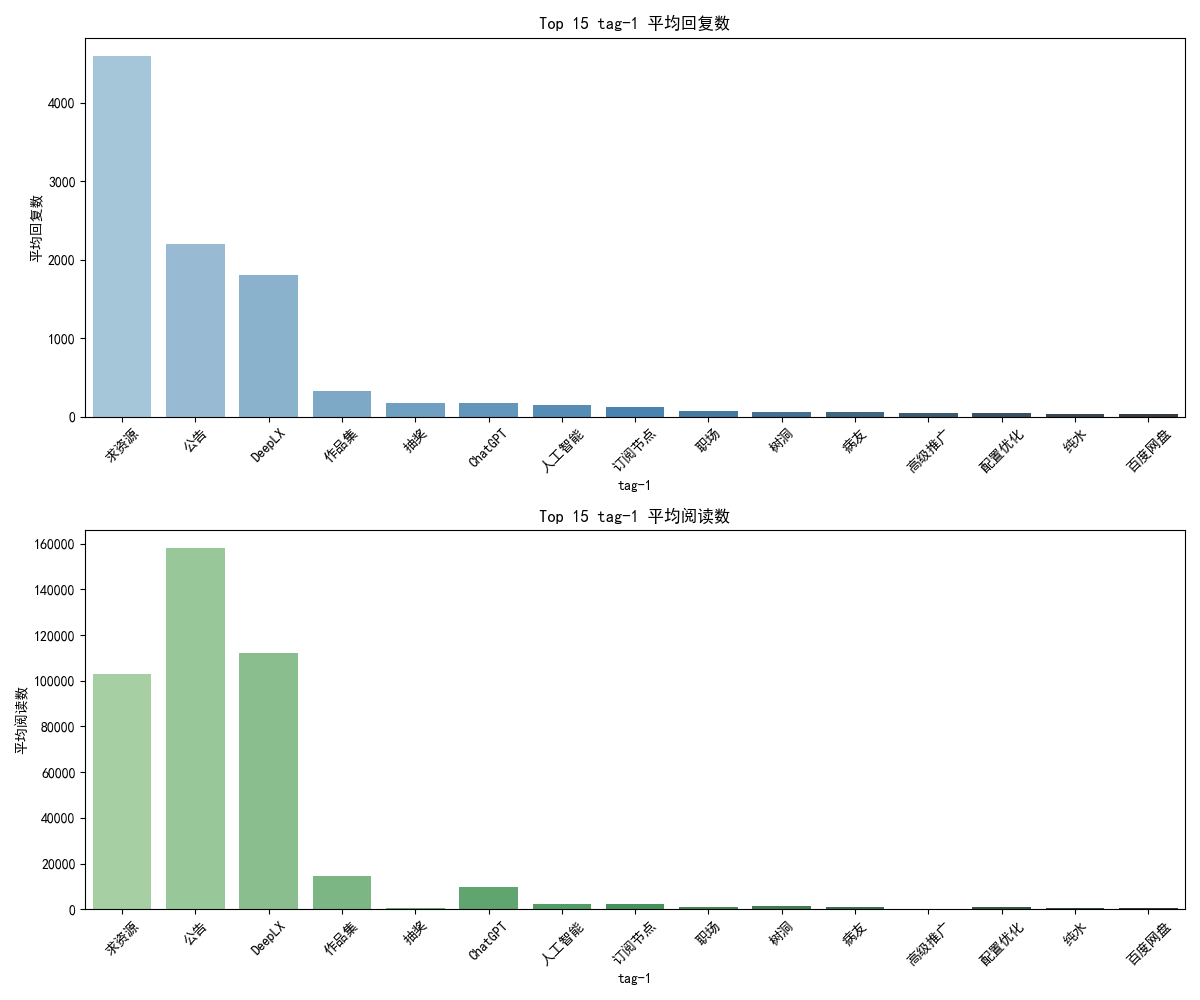 Top 15 tag-1 平均回复数
平均回复数
4000
3000
2000
1000
0
求资源
公告
DeepLX
作品集
抽奖
ChatGPT
人工智能
订阅节点
职场
树洞
病友
高级推广
配置优化
纯水
百度网盘
tag-1
Top 15 tag-1 平均阅读数
平均阅读数
160000
140000
120000
100000
80000
60000
40000
20000
0
求资源
公告
DeepLX
作品集
抽奖
ChatGPT
人工智能
订阅节点
职场
树洞
病友
高级推广
配置优化
纯水
百度网盘
tag-1